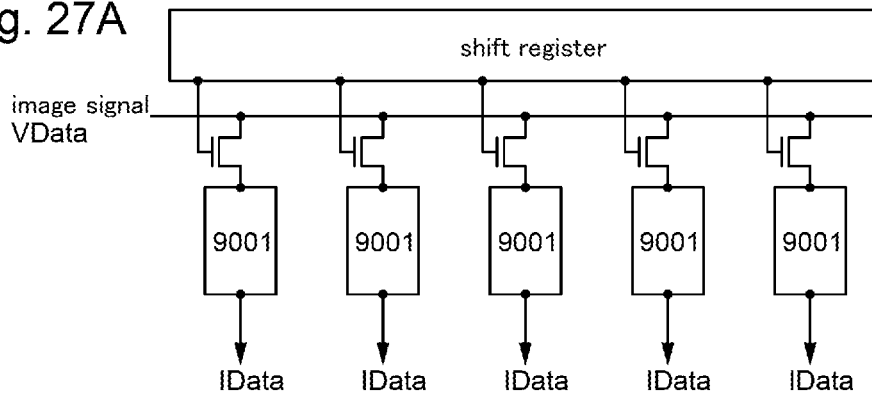 g. 27A
shift register
image signal
VData
9001 9001 9001 9001 9001
IData IData IData IData IData